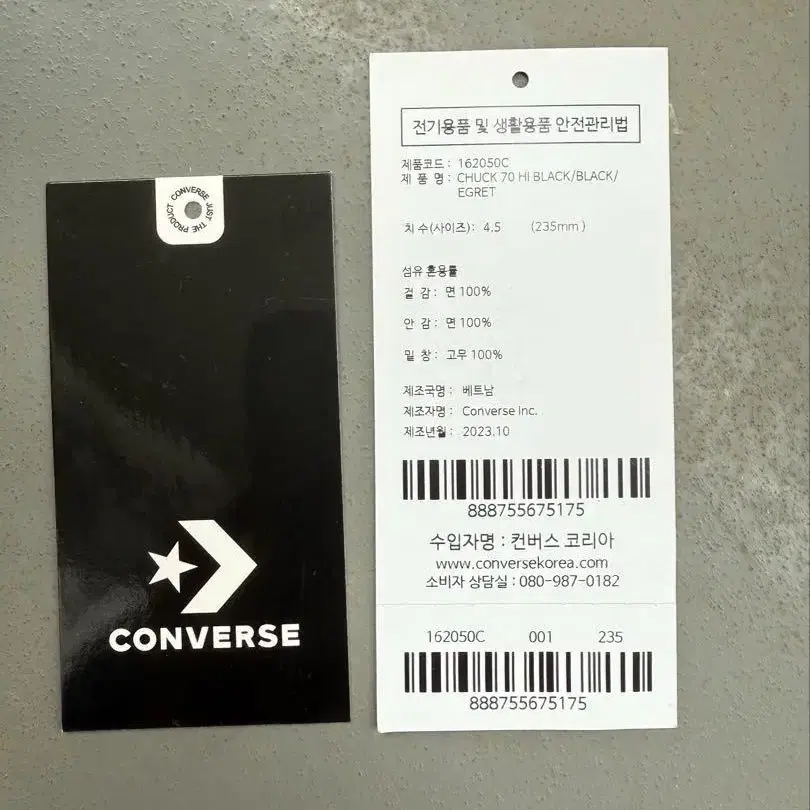 CONVERSE JUST THE PRODUCT
CONVERSE
전기용품 및 생활용품 안전관리법
제품코드 : 162050C
제 품 명 : CHUCK 70 HI BLACK/BLACK/
EGRET
치 수(사이즈) : 4.5 (235mm)
섬유 혼용률
겉 감 : 면 100%
안 감 : 면 100%
밑 창 : 고무 100%
제조국명 : 베트남
제조자명 : Converse Inc.
제조년월 : 2023.10
888755675175
수입자명 : 컨버스 코리아
www.conversekorea.com
소비자 상담실 : 080-987-0182
162050C 001 235
888755675175